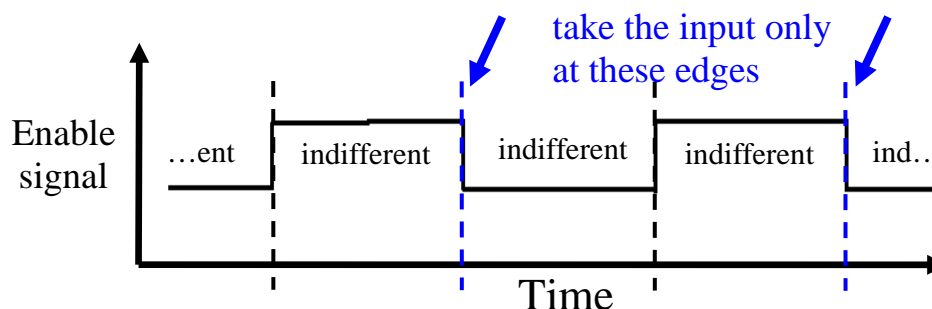 take the input only
at these edges
Enable
signal
…ent
indifferent
indifferent
indifferent
ind…
Time